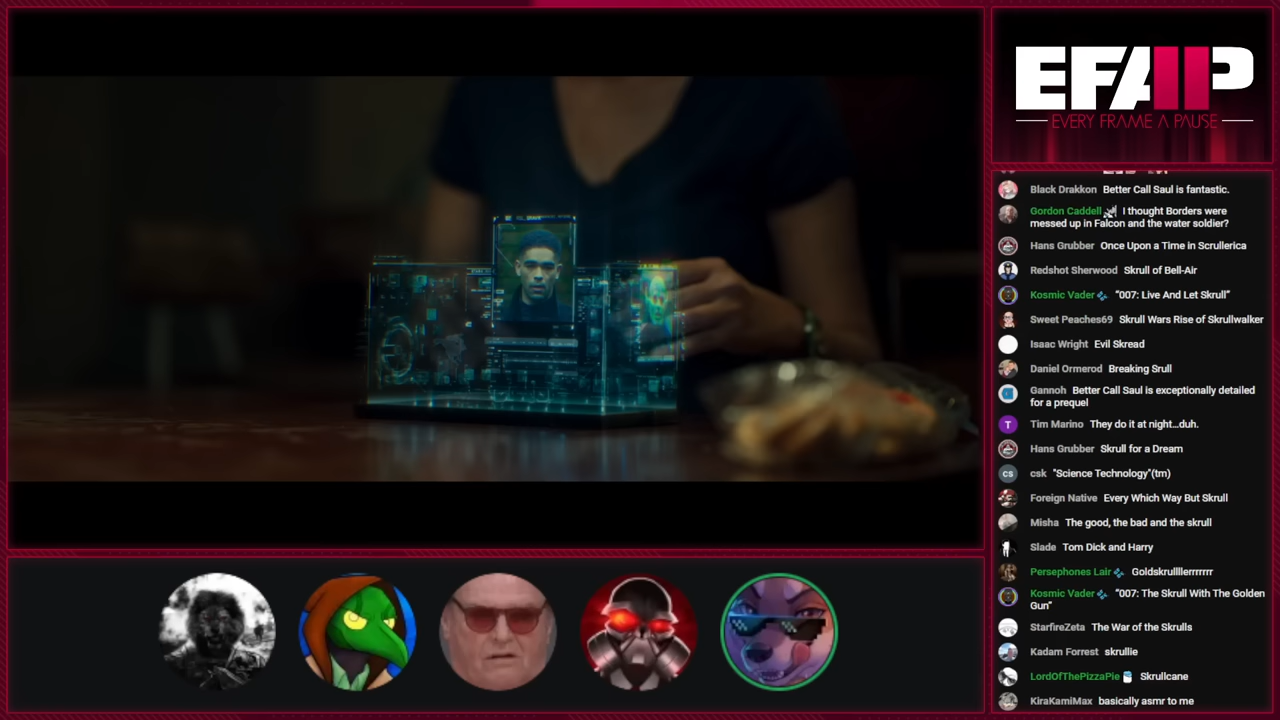 EFAP
EVERY FRAME A PAUSE
Black Drakkon Better Call Saul is fantastic.
Gordon Caddell I thought Borders were
messed up in Falcon and the water soldier?
Hans Grubber Once Upon a Time in Scrullerica
Redshot Sherwood Skrull of Bel-Air
Kosmic Vader “007: Live And Let Skrull”
Sweet Peaches69 Skrull Wars Rise of Skrullwalker
Isaac Wright Evil Skread
Daniel Ormerod Breaking Srull
Gannoh Better Call Saul is exceptionally detailed
for a prequel
T
Tim Marino They do it at night...duh.
Hans Grubber Skrull for a Dream
CS
csk "Science Technology"(tm)
Foreign Native Every Which Way But Skrull
Misha The good, the bad and the skrull
Slade Tom Dick and Harry
Persephones Lair Goldskrullllerrrrrrr
Kosmic Vader “007: The Skrull With The Golden
Gun”
StarfireZeta The War of the Skrulls
Kadam Forrest skrullie
LordOfThePizzaPie Skrullcane
KiraKamiMax basically asmr to me